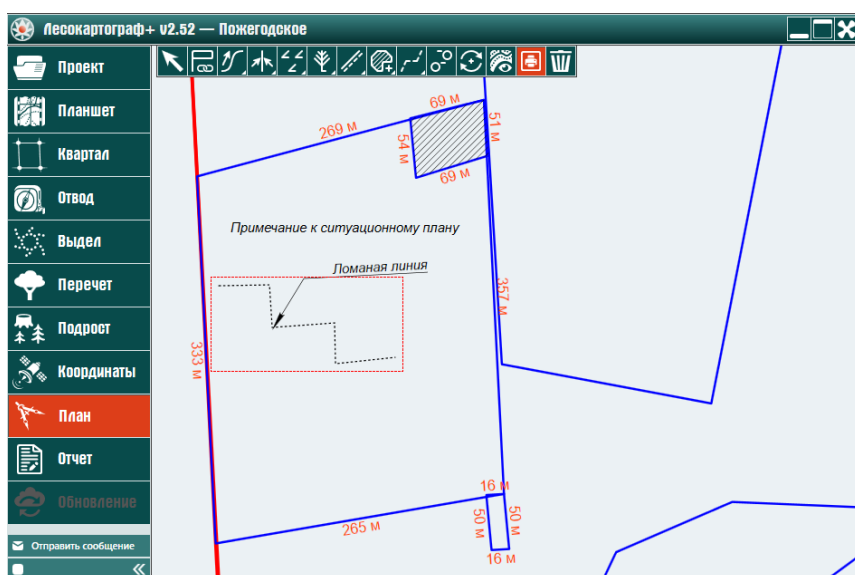 Лесокартограф+ v2.52 — Пожегодское
Проект
Планшет
Квартал
Отвод
Выдел
Перечет
Подрост
Координаты
План
Отчет
Обновление
Отправить сообщение
69 м
269 м
51 м
54 м
69 м
Примечание к ситуационному плану
Ломаная линия
357 м
333 м
16 м
50 м
50 м
265 м
16 м